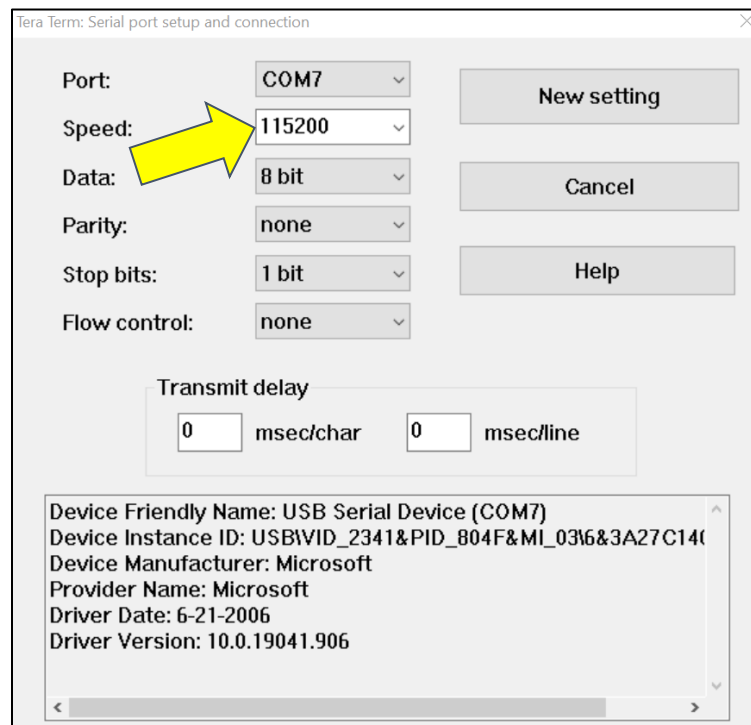 Tera Term: Serial port setup and connection
Port: COM7 New setting
Speed: 115200
Data: 8 bit Cancel
Parity: none
Stop bits: 1 bit Help
Flow control: none
Transmit delay
0 msec/char 0 msec/line
Device Friendly Name: USB Serial Device (COM7)
Device Instance ID: USB\VID_2341&PID_804F&MI_03\6&3A27C14
Device Manufacturer: Microsoft
Provider Name: Microsoft
Driver Date: 6-21-2006
Driver Version: 10.0.19041.906